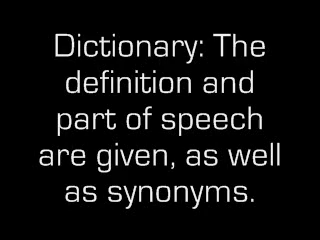 Dictionary: The
definition and
part of speech
are given, as well
as synonyms.